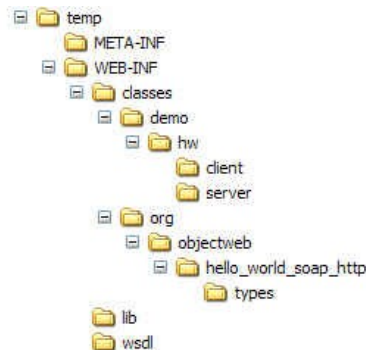 temp
META-INF
WEB-INF
classes
demo
hw
client
server
org
objectweb
hello_world_soap_http
types
lib
wsdl